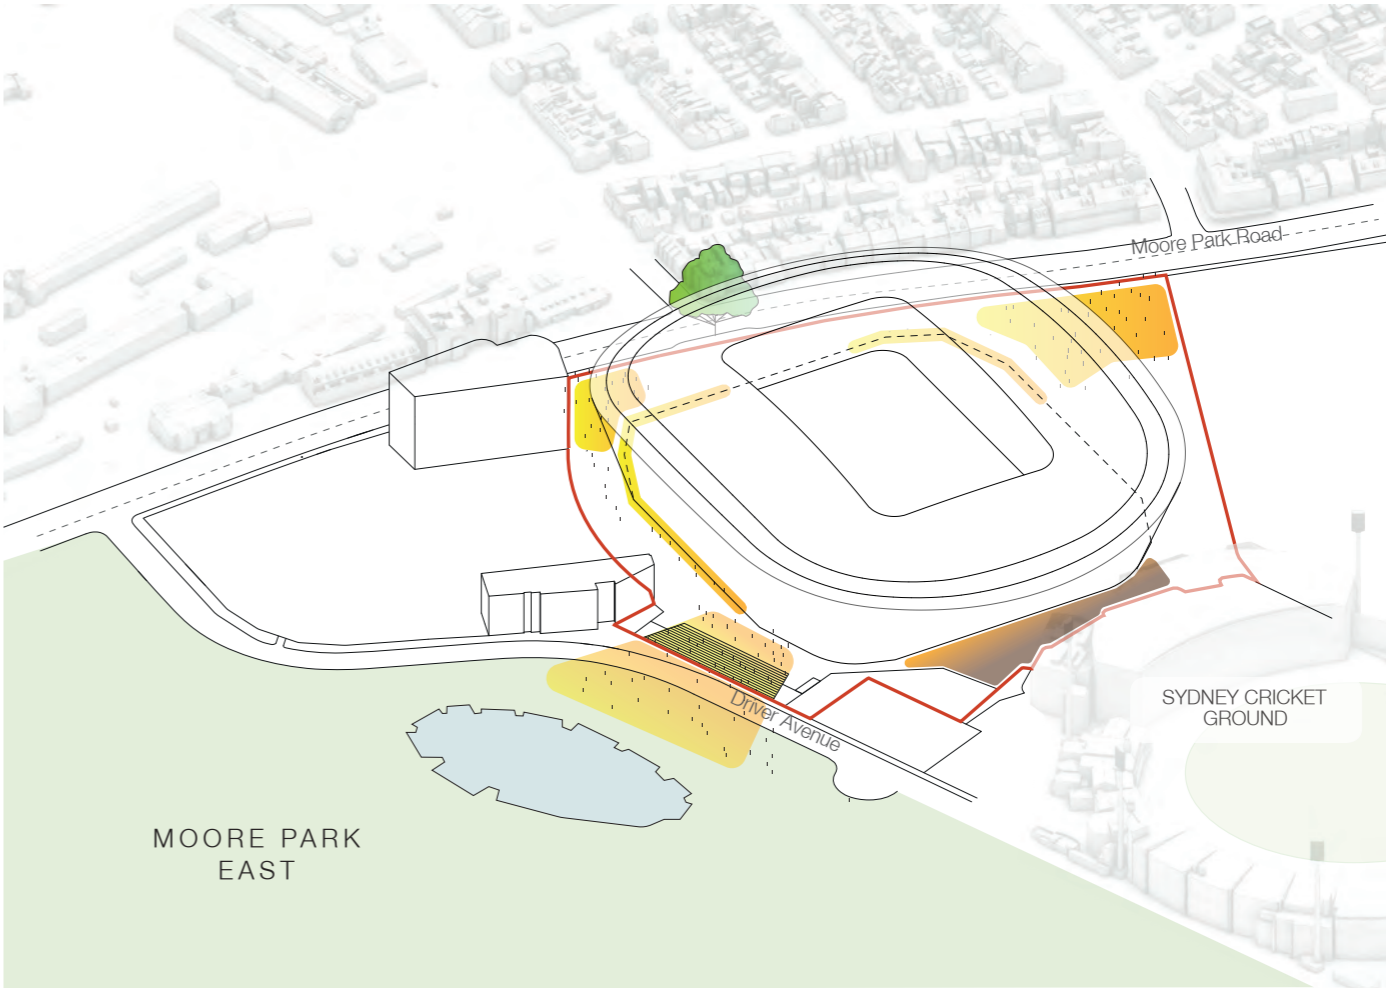 Moore Park Road
SYDNEY CRICKET
GROUND
Driver Avenue
MOORE PARK
EAST